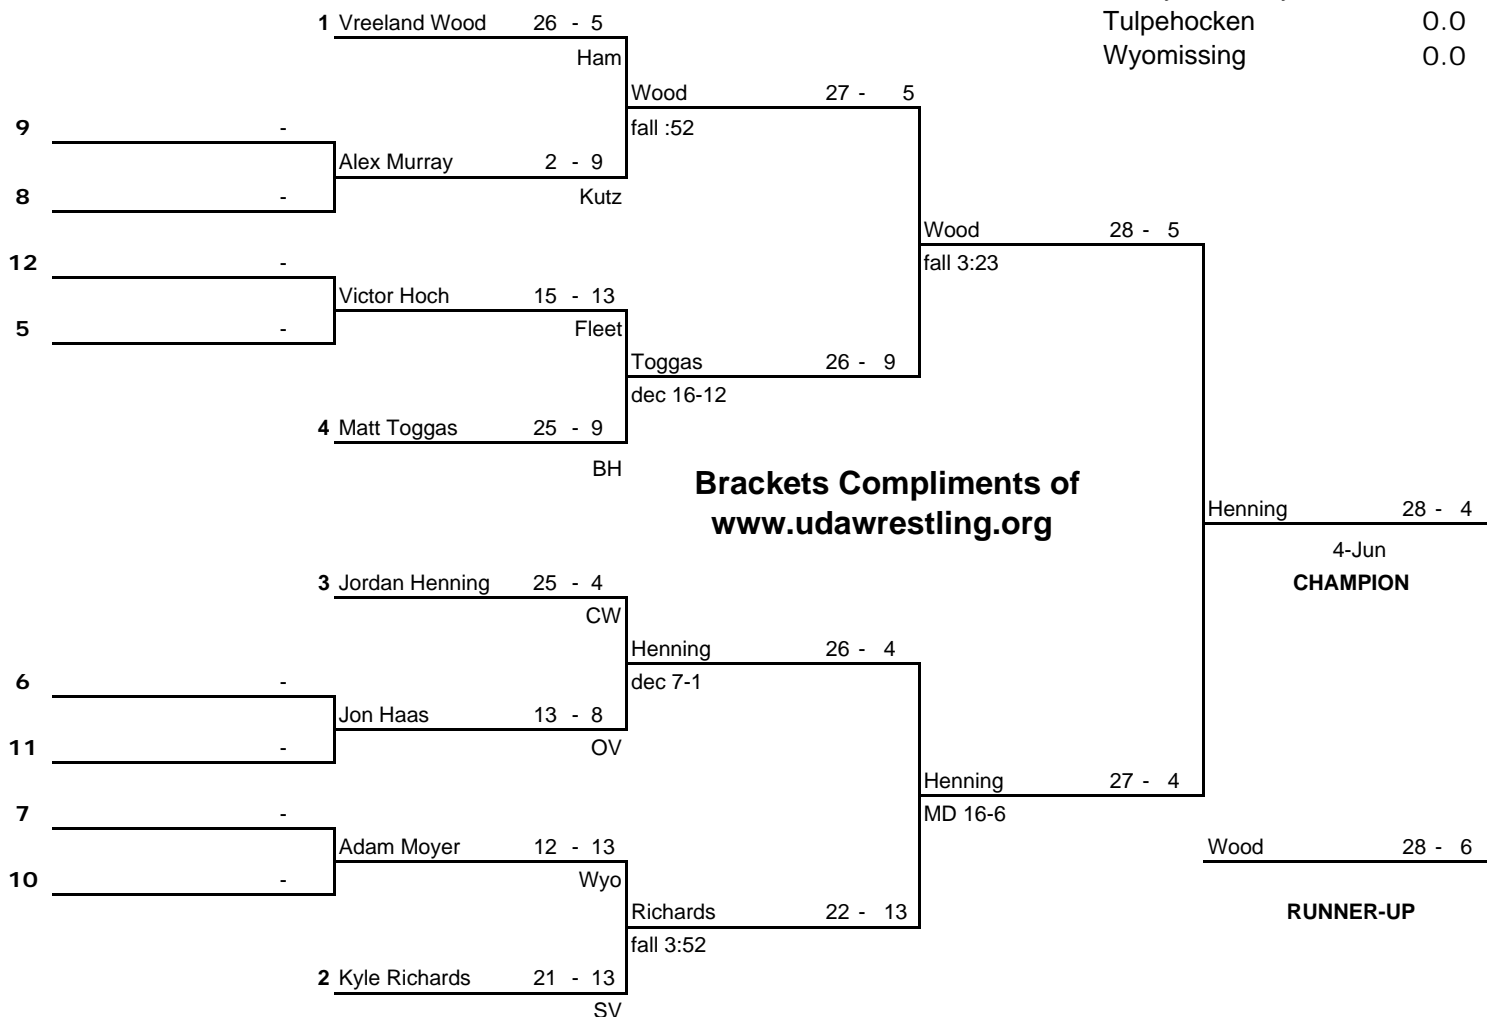 Tulpehocken 0.0
Wyomissing 0.0
1 Vreeland Wood 26 - 5
Ham
Wood 27 - 5
fall :52
9 -
Alex Murray 2 - 9
Kutz
8 -
Wood 28 - 5
fall 3:23
12 -
Victor Hoch 15 - 13
Fleet
5 -
Toggas 26 - 9
dec 16-12
4 Matt Toggas 25 - 9
BH
Brackets Compliments of
www.udawrestling.org
Henning 28 - 4
4-Jun
CHAMPION
3 Jordan Henning 25 - 4
CW
Henning 26 - 4
dec 7-1
6 -
Jon Haas 13 - 8
OV
11 -
Henning 27 - 4
MD 16-6
7 -
Adam Moyer 12 - 13
Wyo
10 -
Wood 28 - 6
RUNNER-UP
Richards 22 - 13
fall 3:52
2 Kyle Richards 21 - 13
SV